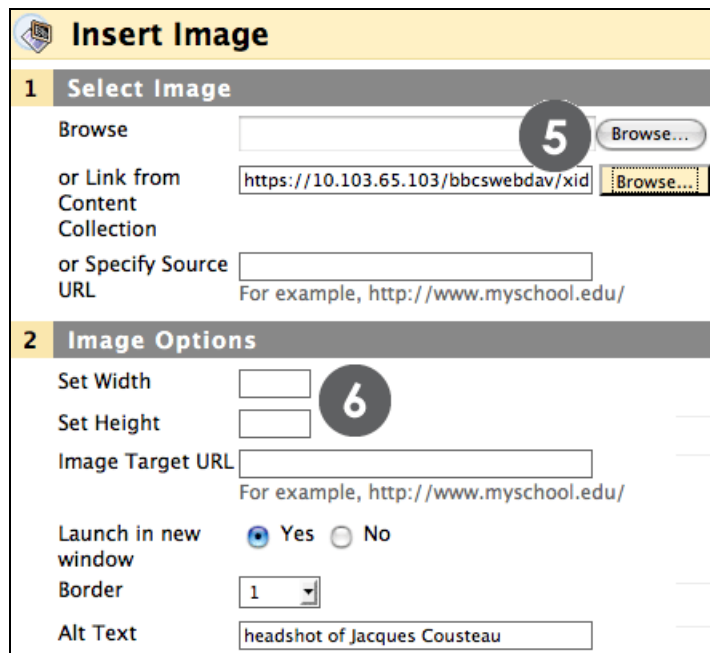 Insert Image
1 Select Image
Browse 5 Browse...
or Link from https://10.103.65.103/bbcswebdav/xid Browse...
Content
Collection
or Specify Source
URL For example, http://www.myschool.edu/
2 Image Options
Set Width
6
Set Height
Image Target URL
For example, http://www.myschool.edu/
Launch in new Yes No
window
Border 1
Alt Text headshot of Jacques Cousteau